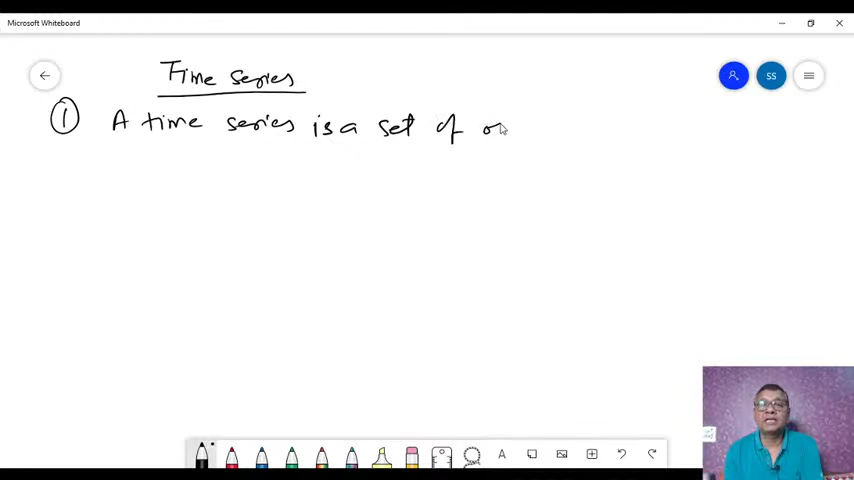 Microsoft Whiteboard
SS
Time series
① A time series is a set of o
A